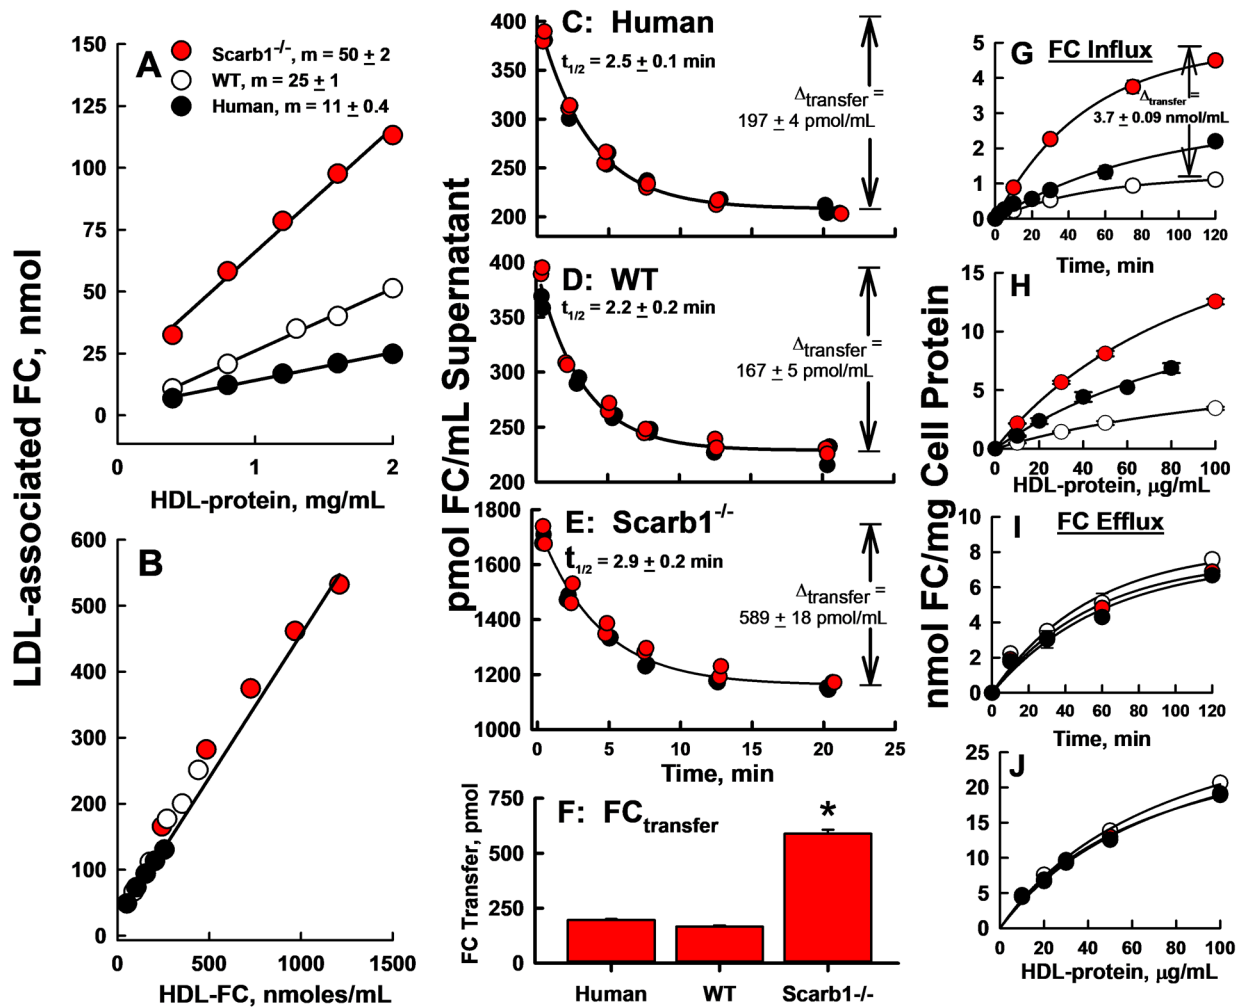 LDL-associated FC, nmol
A
Scarb1-/-, m = 50 ± 2
WT, m = 25 ± 1
Human, m = 11 ± 0.4
150
125
100
75
50
25
0
0 1 2
HDL-protein, mg/mL
B
600
500
400
300
200
100
0
0 500 1000 1500
HDL-FC, nmoles/mL
pmol FC/mL Supernatant
C: Human
t1/2 = 2.5 ± 0.1 min
Δtransfer =
197 ± 4 pmol/mL
400
350
300
250
200
D: WT
t1/2 = 2.2 ± 0.2 min
Δtransfer =
167 ± 5 pmol/mL
400
350
300
250
200
E: Scarb1-/-
t1/2 = 2.9 ± 0.2 min
Δtransfer =
589 ± 18 pmol/mL
1800
1600
1400
1200
1000
0 5 10 15 20 25
Time, min
F: FCtransfer
*
FC Transfer, pmol
750
500
250
0
Human WT Scarb1-/-
nmol FC/mg Cell Protein
G FC Influx
Δtransfer =
3.7 ± 0.09 nmol/mL
5
4
3
2
1
0
0 20 40 60 80 100 120
Time, min
H
15
10
5
0
0 20 40 60 80 100
HDL-protein, μg/mL
I FC Efflux
10
8
6
4
2
0
0 20 40 60 80 100 120
Time, min
J
25
20
15
10
5
0
0 20 40 60 80 100
HDL-protein, μg/mL